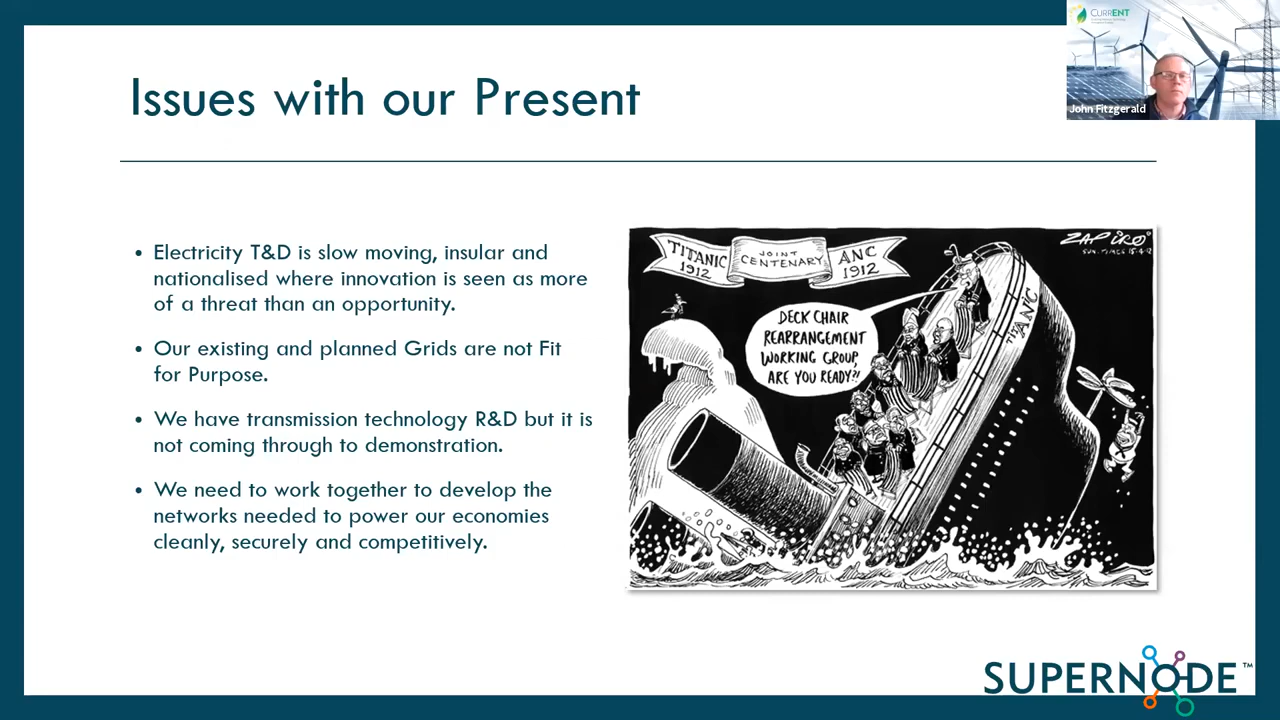 CURRENT
John Fitzgerald
Issues with our Present
• Electricity T&D is slow moving, insular and
nationalised where innovation is seen as more
of a threat than an opportunity.
• Our existing and planned Grids are not Fit
for Purpose.
• We have transmission technology R&D but it is
not coming through to demonstration.
• We need to work together to develop the
networks needed to power our economies
cleanly, securely and competitively.
TITANIC
1912
JOINT
CENTENARY
ANC
1912
ZAPIRO
SUN. TIMES 15-4-12
DECK CHAIR
REARRANGEMENT
WORKING GROUP,
ARE YOU READY?!
TITANC
SUPERNODE™